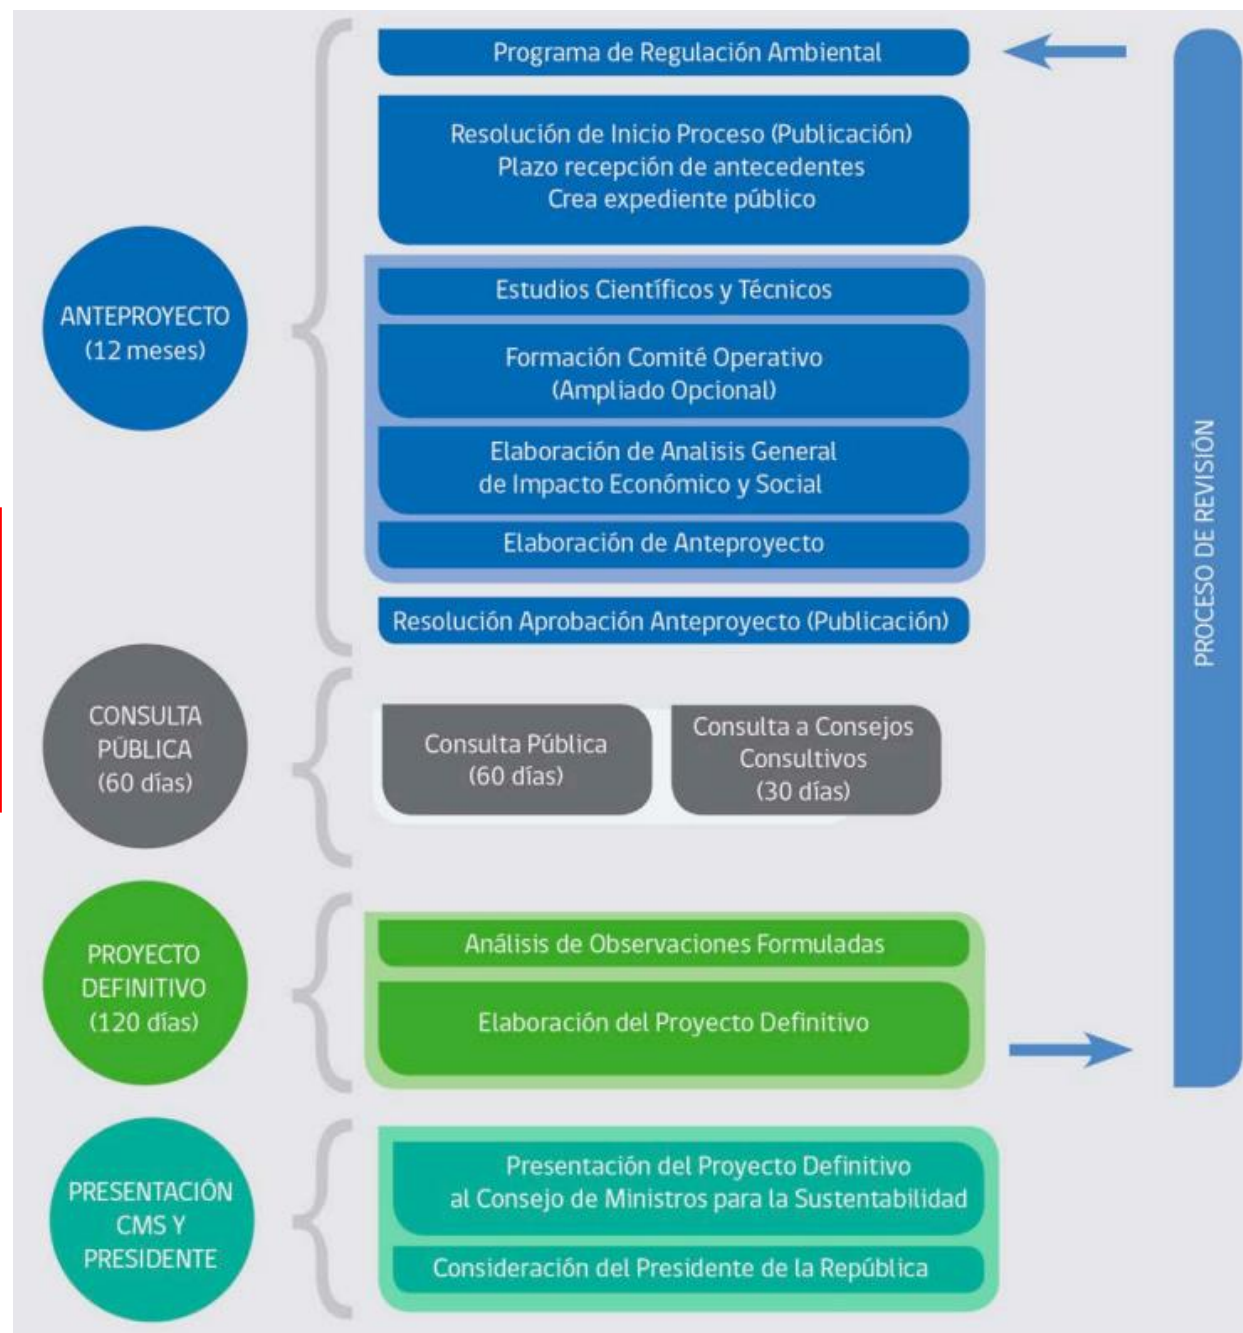 Programa de Regulación Ambiental
Resolución de Inicio Proceso (Publicación)
Plazo recepción de antecedentes
Crea expediente público
ANTEPROYECTO
(12 meses)
Estudios Científicos y Técnicos
Formación Comité Operativo
(Ampliado Opcional)
Elaboración de Analisis General
de Impacto Económico y Social
Elaboración de Anteproyecto
Resolución Aprobación Anteproyecto (Publicación)
CONSULTA
PÚBLICA
(60 días)
Consulta Pública
(60 días)
Consulta a Consejos
Consultivos
(30 días)
PROYECTO
DEFINITIVO
(120 días)
Análisis de Observaciones Formuladas
Elaboración del Proyecto Definitivo
PRESENTACIÓN
CMS Y
PRESIDENTE
Presentación del Proyecto Definitivo
al Consejo de Ministros para la Sustentabilidad
Consideración del Presidente de la República
PROCESO DE REVISIÓN